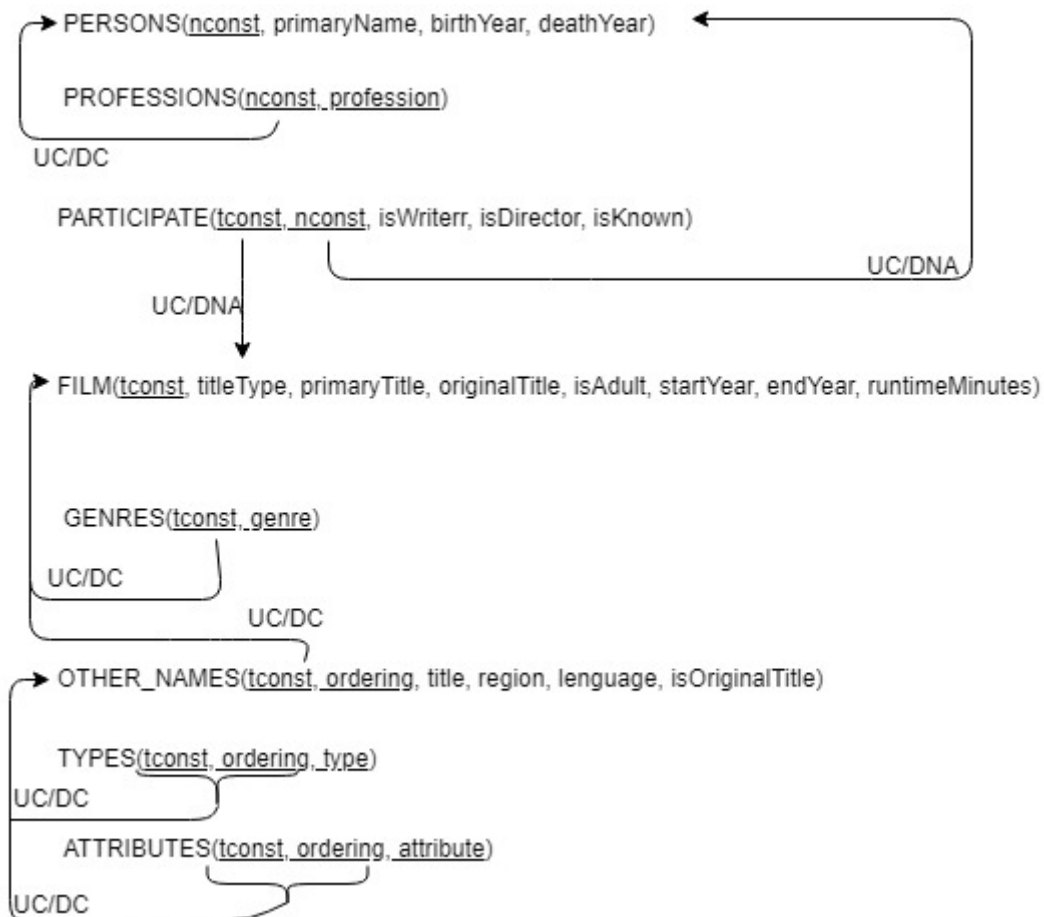 PERSONS(nconst, primaryName, birthYear, deathYear)
PROFESSIONS(nconst, profession)
UC/DC
PARTICIPATE(tconst, nconst, isWriterr, isDirector, isKnown)
UC/DNA
UC/DNA
FILM(tconst, titleType, primaryTitle, originalTitle, isAdult, startYear, endYear, runtimeMinutes)
GENRES(tconst, genre)
UC/DC
UC/DC
OTHER_NAMES(tconst, ordering, title, region, lenguage, isOriginalTitle)
TYPES(tconst, ordering, type)
UC/DC
ATTRIBUTES(tconst, ordering, attribute)
UC/DC